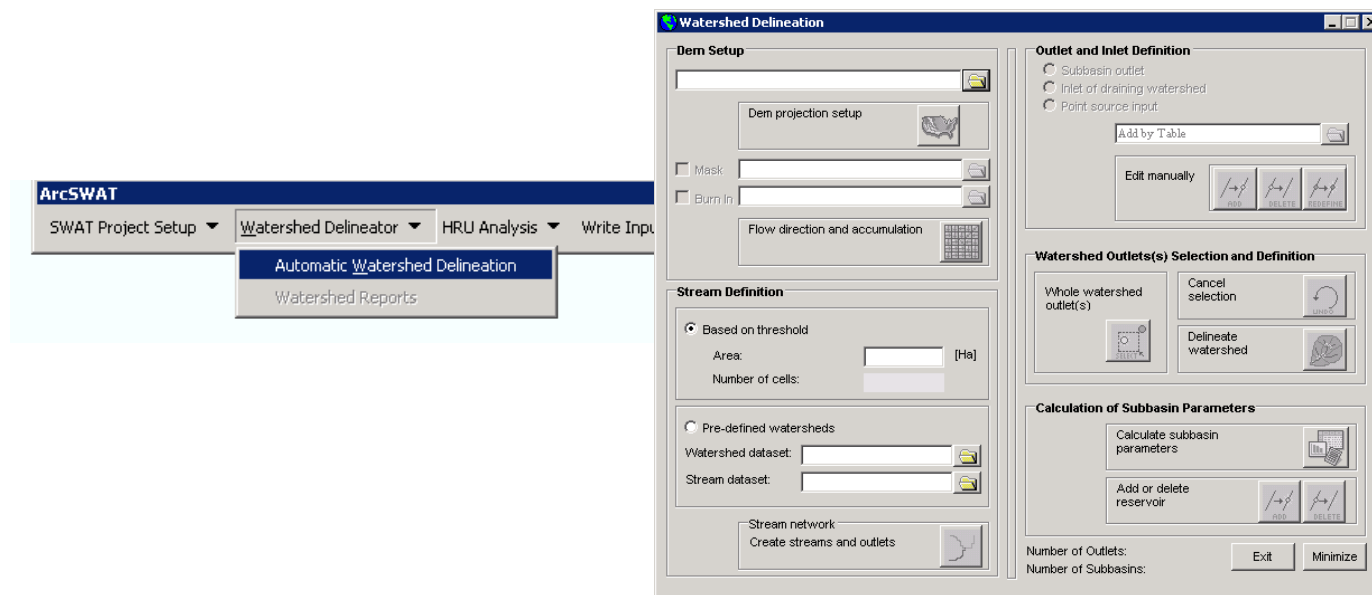 ArcSWAT
SWAT Project Setup Watershed Delineator HRU Analysis Write Inpu
Automatic Watershed Delineation
Watershed Reports
Watershed Delineation
Dem Setup
Dem projection setup
Mask
Burn In
Flow direction and accumulation
Stream Definition
Based on threshold
Area: [Ha]
Number of cells:
Pre-defined watersheds
Watershed dataset:
Stream dataset:
Stream network
Create streams and outlets
Outlet and Inlet Definition
Subbasin outlet
Inlet of draining watershed
Point source input
Add by Table
Edit manually
ADD DELETE REDEFINE
Watershed Outlets(s) Selection and Definition
Whole watershed
outlet(s)
SELECT
Cancel
selection
UNDO
Delineate
watershed
Calculation of Subbasin Parameters
Calculate subbasin
parameters
Add or delete
reservoir
ADD DELETE
Number of Outlets:
Number of Subbasins:
Exit Minimize